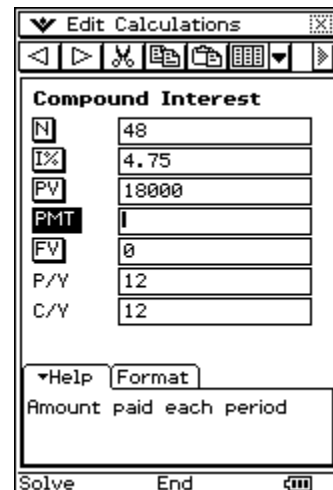 Edit Calculations
Compound Interest
N 48
I% 4.75
PV 18000
PMT
FV 0
P/Y 12
C/Y 12
Help Format
Amount paid each period
Solve End